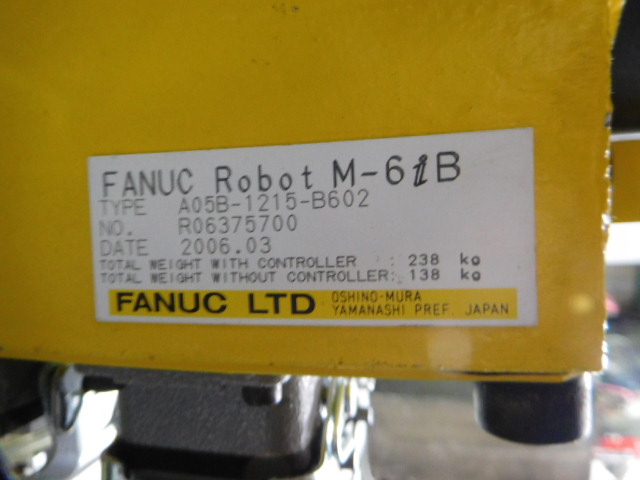 FANUC Robot M-6iB
TYPE A05B-1215-B602
NO. R06375700
DATE 2006.03
TOTAL WEIGHT WITH CONTROLLER : 238 kg
TOTAL WEIGHT WITHOUT CONTROLLER: 138 kg
FANUC LTD OSHINO-MURA
YAMANASHI PREF. JAPAN